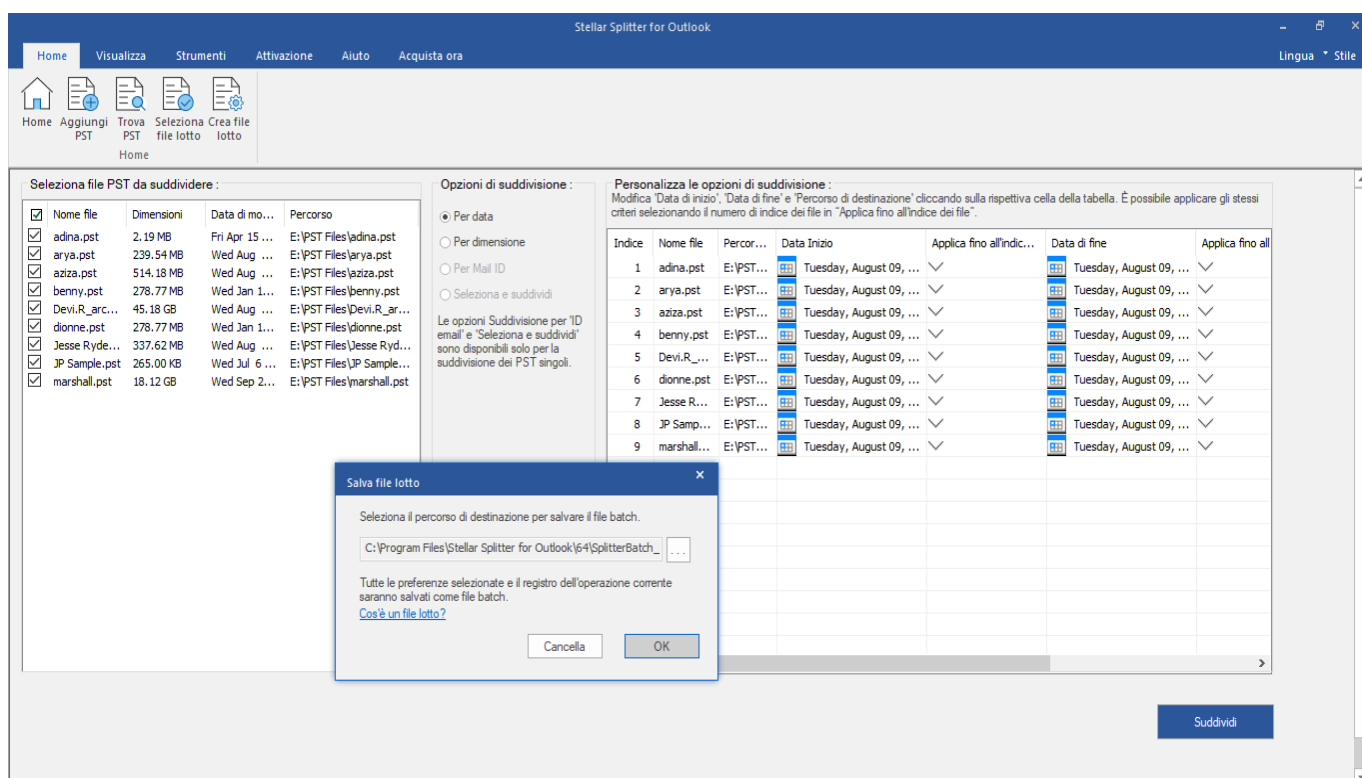 Stellar Splitter for Outlook
Home Visualizza Strumenti Attivazione Aiuto Acquista ora Lingua Stile
Home Aggiungi PST Trova PST Seleziona file lotto Crea file lotto
Home
Seleziona file PST da suddividere :
Nome file Dimensioni Data di mo... Percorso
adina.pst 2.19 MB Fri Apr 15 ... E:\PST Files\adina.pst
arya.pst 239.54 MB Wed Aug ... E:\PST Files\arya.pst
aziza.pst 514.18 MB Wed Aug ... E:\PST Files\aziza.pst
benny.pst 278.77 MB Wed Jan 1... E:\PST Files\benny.pst
Devi.R_arc... 45.18 GB Wed Aug ... E:\PST Files\Devi.R_ar...
dionne.pst 278.77 MB Wed Jan 1... E:\PST Files\dionne.pst
Jesse Ryde... 337.62 MB Wed Aug ... E:\PST Files\Jesse Ryd...
JP Sample.pst 265.00 KB Wed Jul 6 ... E:\PST Files\JP Sample...
marshall.pst 18.12 GB Wed Sep 2... E:\PST Files\marshall.pst
Opzioni di suddivisione :
Per data
Per dimensione
Per Mail ID
Seleziona e suddividi
Le opzioni Suddivisione per 'ID
email' e 'Seleziona e suddividi'
sono disponibili solo per la
suddivisione dei PST singoli.
Personalizza le opzioni di suddivisione :
Modifica 'Data di inizio', 'Data di fine' e 'Percorso di destinazione' cliccando sulla rispettiva cella della tabella. È possibile applicare gli stessi
criteri selezionando il numero di indice dei file in "Applica fino all'indice dei file".
Indice Nome file Percor... Data Inizio Applica fino all'indic... Data di fine Applica fino all
1 adina.pst E:\PST... Tuesday, August 09, ... Tuesday, August 09, ...
2 arya.pst E:\PST... Tuesday, August 09, ... Tuesday, August 09, ...
3 aziza.pst E:\PST... Tuesday, August 09, ... Tuesday, August 09, ...
4 benny.pst E:\PST... Tuesday, August 09, ... Tuesday, August 09, ...
5 Devi.R_... E:\PST... Tuesday, August 09, ... Tuesday, August 09, ...
6 dionne.pst E:\PST... Tuesday, August 09, ... Tuesday, August 09, ...
7 Jesse R... E:\PST... Tuesday, August 09, ... Tuesday, August 09, ...
8 JP Samp... E:\PST... Tuesday, August 09, ... Tuesday, August 09, ...
9 marshall... E:\PST... Tuesday, August 09, ... Tuesday, August 09, ...
Salva file lotto
Seleziona il percorso di destinazione per salvare il file batch.
C:\Program Files\Stellar Splitter for Outlook\64\SplitterBatch_ ...
Tutte le preferenze selezionate e il registro dell'operazione corrente
saranno salvati come file batch.
Cos'è un file lotto?
Cancella OK
Suddividi